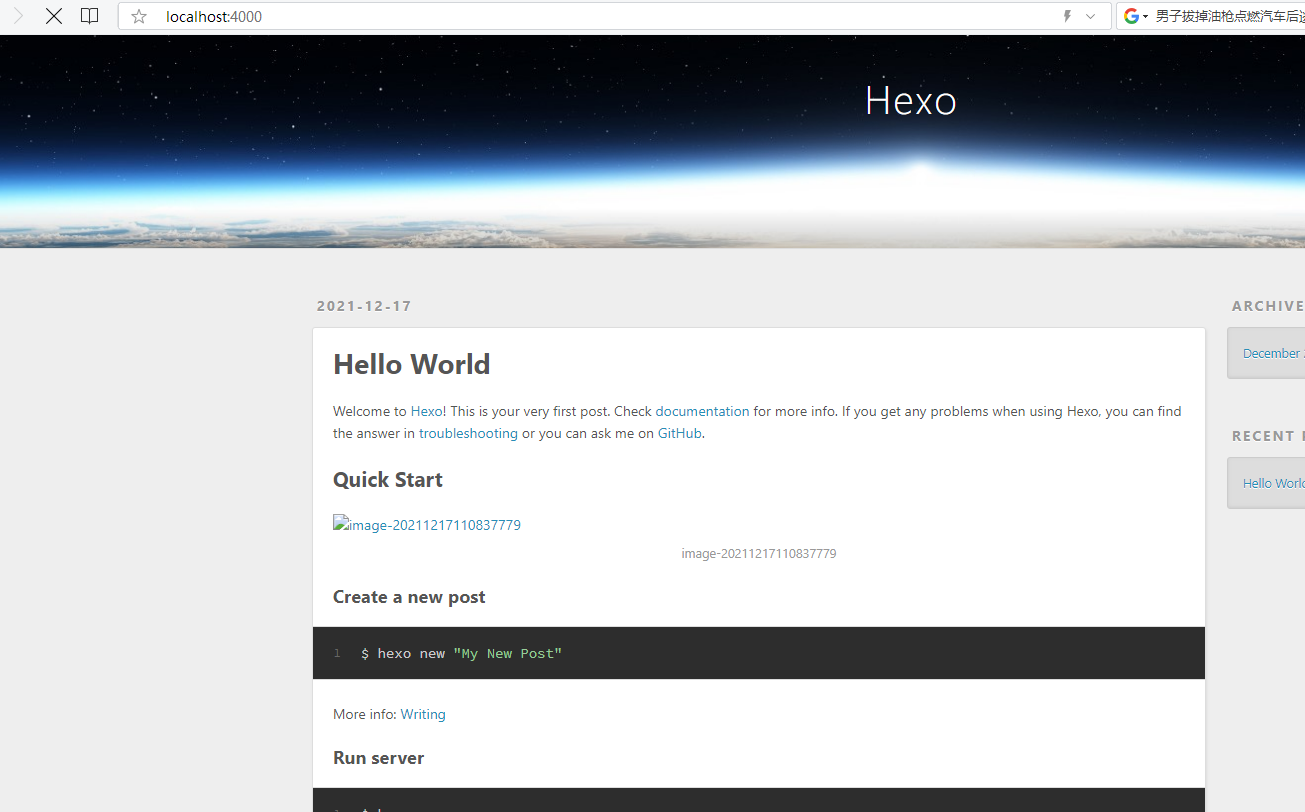 localhost:4000
男子拔掉油枪点燃汽车后
Hexo
2021-12-17
Hello World
Welcome to Hexo! This is your very first post. Check documentation for more info. If you get any problems when using Hexo, you can find
the answer in troubleshooting or you can ask me on GitHub.
Quick Start
image-20211217110837779
image-20211217110837779
Create a new post
1 $ hexo new "My New Post"
More info: Writing
Run server
ARCHIVE
December
RECENT
Hello World